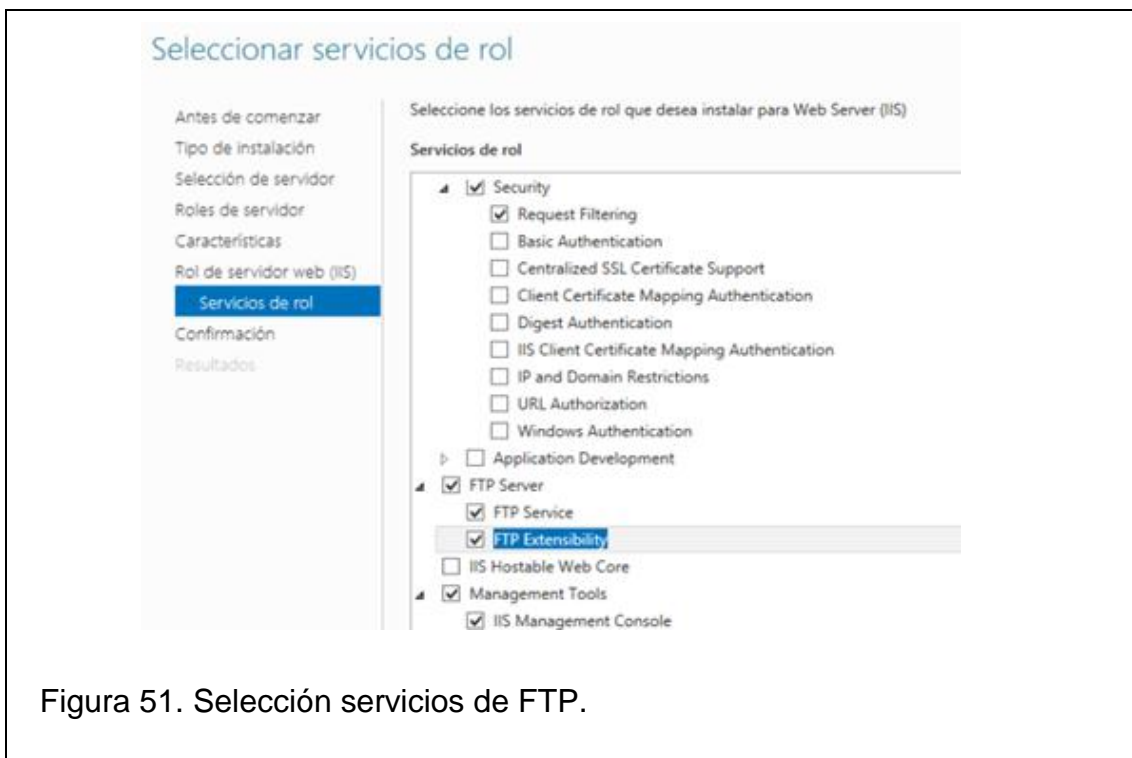 Seleccionar servicios de rol
Antes de comenzar
Tipo de instalación
Selección de servidor
Roles de servidor
Características
Rol de servidor web (IIS)
Servicios de rol
Confirmación
Resultados
Seleccione los servicios de rol que desea instalar para Web Server (IIS)
Servicios de rol
Security
Request Filtering
Basic Authentication
Centralized SSL Certificate Support
Client Certificate Mapping Authentication
Digest Authentication
IIS Client Certificate Mapping Authentication
IP and Domain Restrictions
URL Authorization
Windows Authentication
Application Development
FTP Server
FTP Service
FTP Extensibility
IIS Hostable Web Core
Management Tools
IIS Management Console
Figura 51. Selección servicios de FTP.